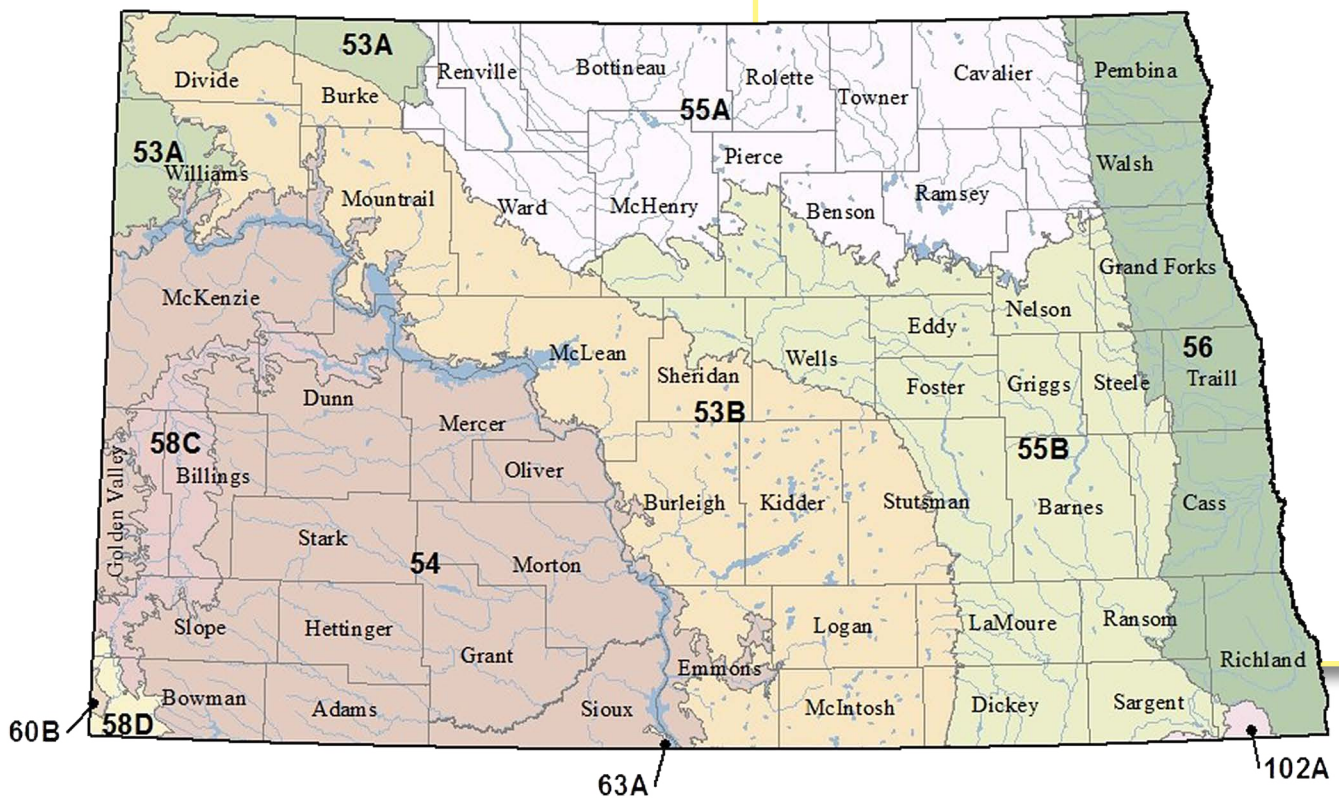 53A
Renville
Bottineau
Rolette
Cavalier
Pembina
Divide
Burke
Towner
55A
53A
Williams
Pierce
Walsh
Mountrail
Ward
McHenry
Benson
Ramsey
McKenzie
Grand Forks
Nelson
Eddy
McLean
Wells
Sheridan
56
Traill
Dunn
Foster
Griggs
Steele
53B
Mercer
58C
55B
Golden Valley
Billings
Oliver
Burleigh
Kidder
Stutsman
Barnes
Cass
Stark
54
Morton
Slope
Hettinger
Logan
LaMoure
Ransom
Grant
Emmons
Richland
Bowman
Adams
Sioux
McIntosh
Dickey
Sargent
60B
58D
63A
102A